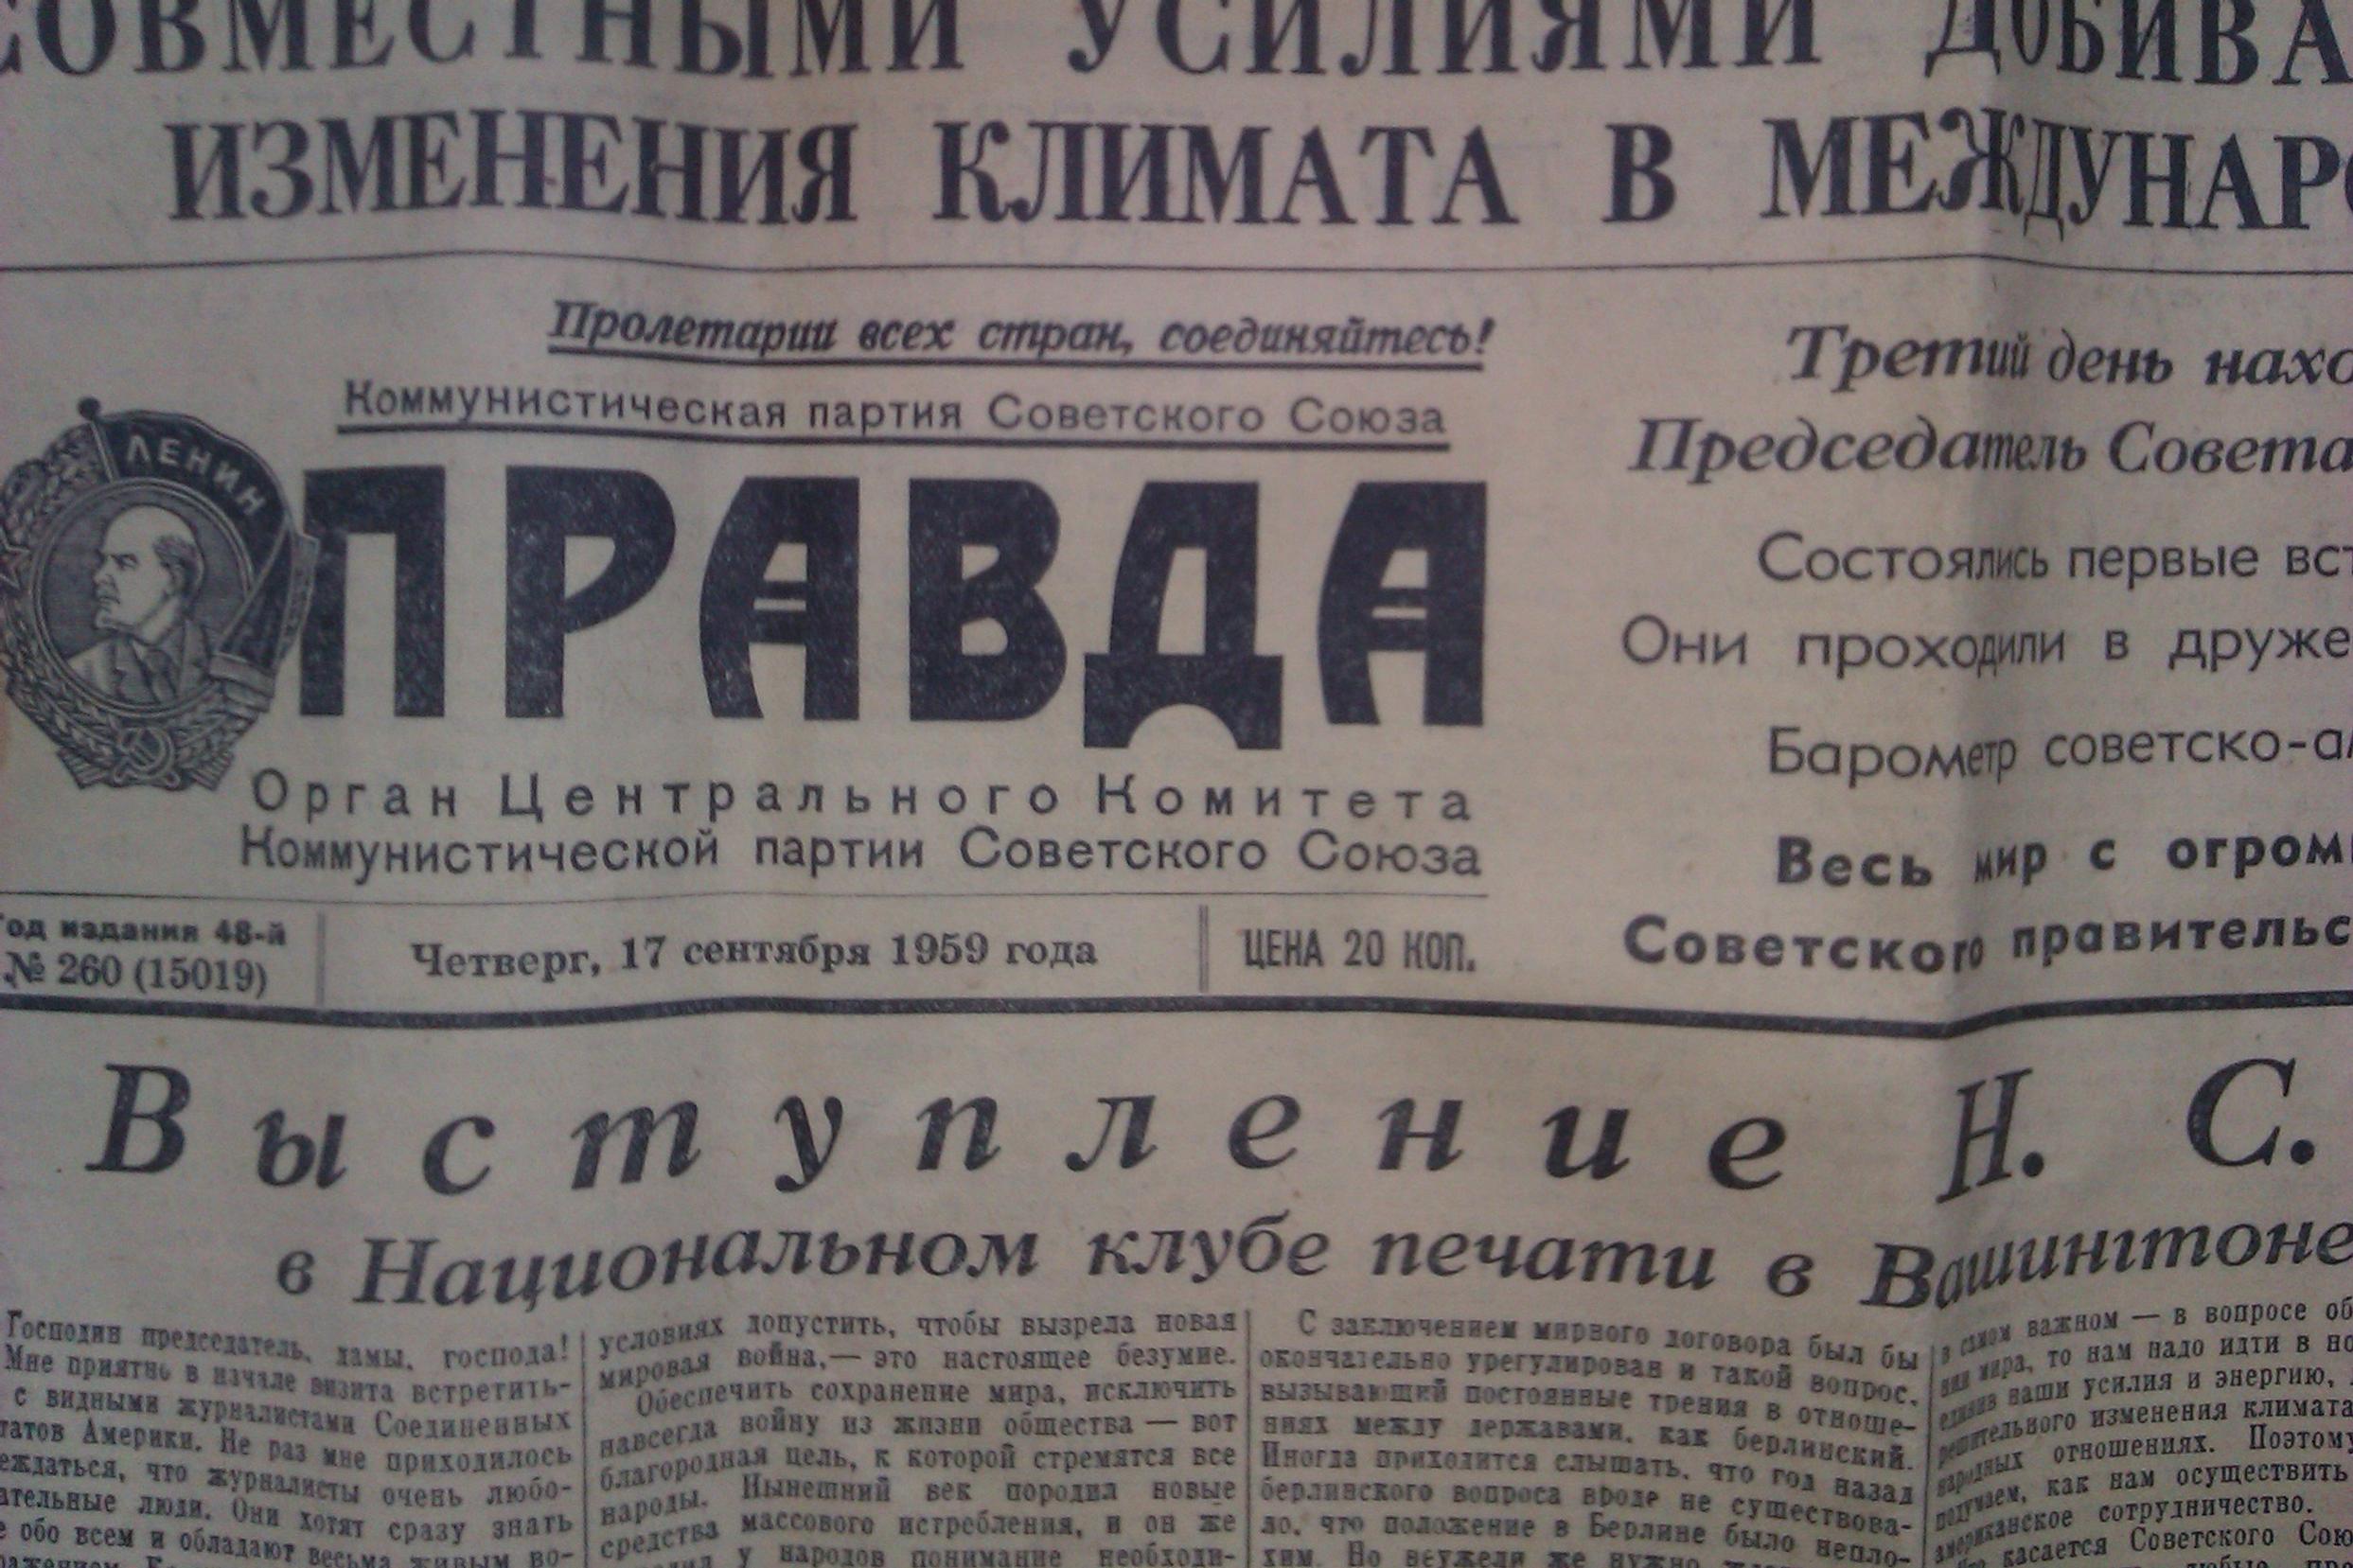 СОВМЕСТНЫМИ УСИЛИЯМИ ДОБИВА
ИЗМЕНЕНИЯ КЛИМАТА В МЕЖДУНАРО
Пролетарии всех стран, соединяйтесь!
Коммунистическая партия Советского Союза
ЛЕНИН
ПРАВДА
Орган Центрального Комитета
Коммунистической партии Советского Союза
Год издания 48-й
№ 260 (15019)
Четверг, 17 сентября 1959 года
ЦЕНА 20 КОП.
Третий день нахо
Председатель Совета
Состоялись первые вст
Они проходили в друже
Барометр советско-ам
Весь мир с огром
Советского правительс
Выступление Н. С.
в Национальном клубе печати в Вашингтоне
Господин председатель, дамы, господа!
Мне приятно в начале визита встретить-
с видными журналистами Соединенных
татов Америки. Не раз мне приходилось
еждаться, что журналисты очень любо-
ательные люди. Они хотят сразу знать
е обо всем и обладают весьма живым во-
условиях допустить, чтобы вызрела новая
мировая война,— это настоящее безумие.
Обеспечить сохранение мира, исключить
навсегда войну из жизни общества — вот
благородная цель, к которой стремятся все
народы. Нынешний век породил новые
средства массового истребления, и он же
у народов понимание необходи-
С заключением мирного договора был бы
окончательно урегулирован и такой вопрос,
вызывающий постоянные трения в отноше-
ниях между державами, как берлинский.
Иногда приходится слышать, что год назад
берлинского вопроса вроде не существова-
ло, что положение в Берлине было непло-
хим. Но неужели же нужно
в самом важном — в вопросе об
нии мира, то нам надо идти в но
единив наши усилия и энергию,
решительного изменения климата
народных отношениях. Поэтому
подумаем, как нам осуществить
американское сотрудничество.
касается Советского Сою